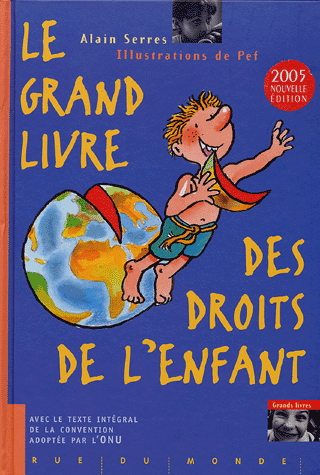 Alain Serres
Illustrations de Pef
LE
GRAND
LIVRE
2005
NOUVELLE
ÉDITION
DES
DROITS
DE L'ENFANT
AVEC LE TEXTE INTÉGRAL
DE LA CONVENTION
ADOPTÉE PAR L'ONU
Grands livres
RUE DU MONDE